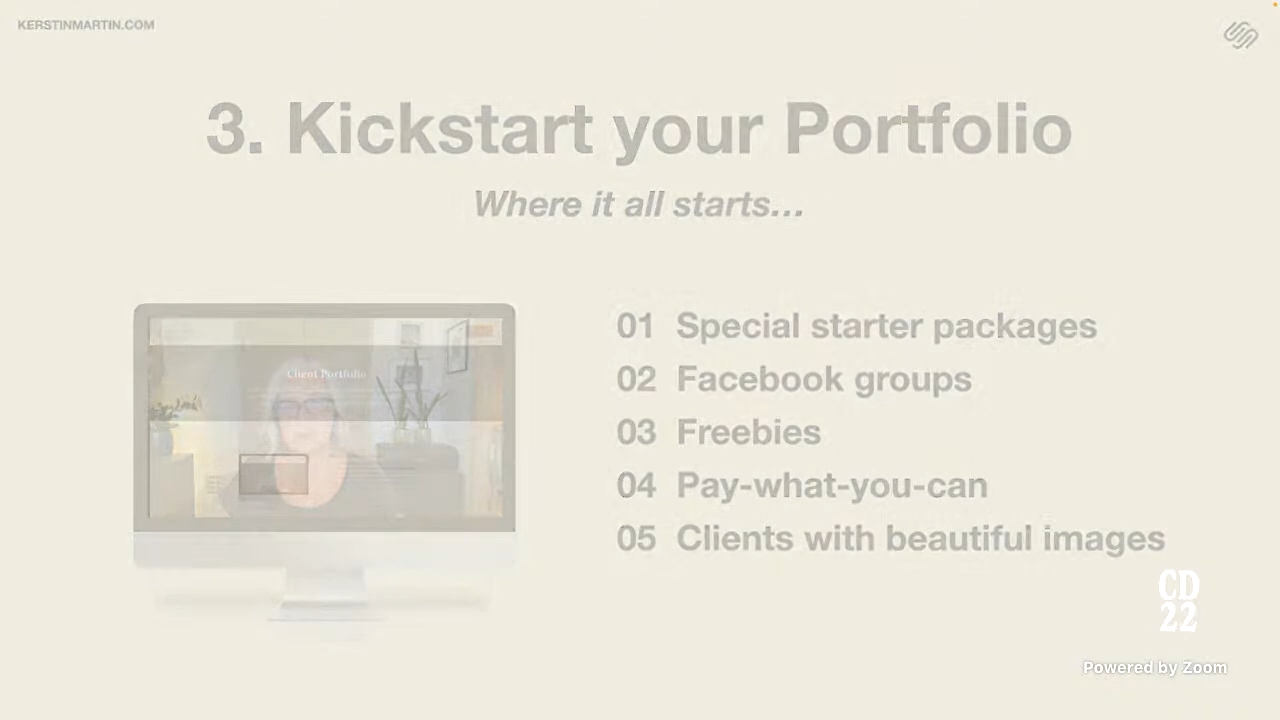 KERSTINMARTIN.COM
3. Kickstart your Portfolio
Where it all starts...
Client Portfolio
01 Special starter packages
02 Facebook groups
03 Freebies
04 Pay-what-you-can
05 Clients with beautiful images
CD
22
Powered by Zoom